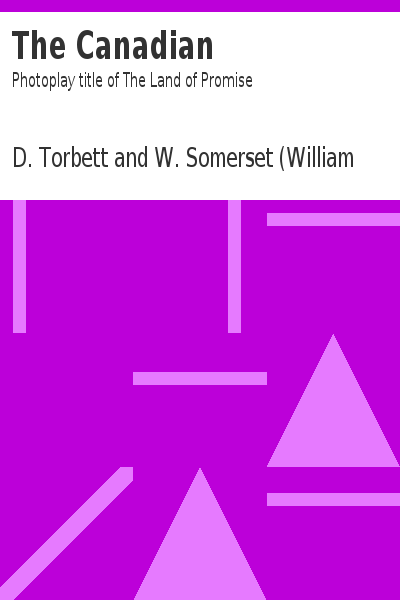 The Canadian
Photoplay title of The Land of Promise
D. Torbett and W. Somerset (William